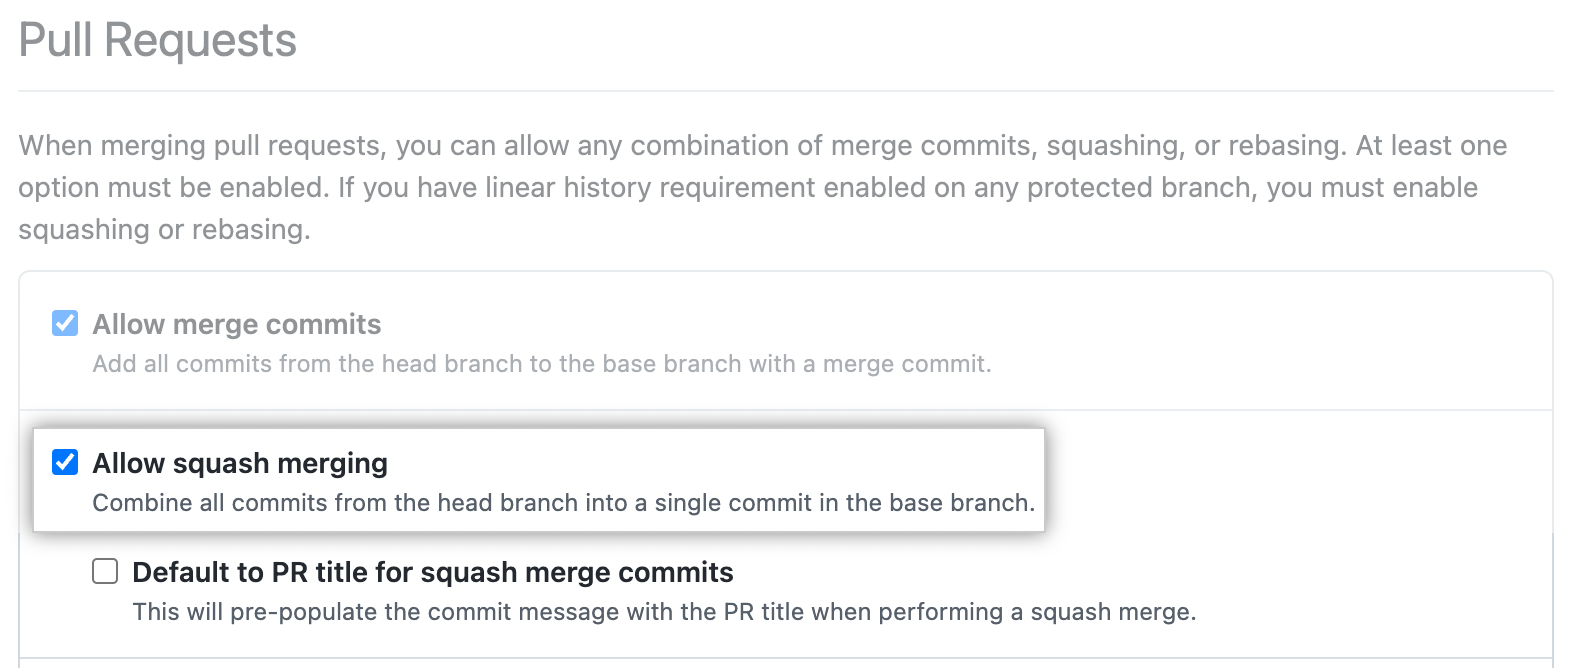 Pull Requests
When merging pull requests, you can allow any combination of merge commits, squashing, or rebasing. At least one
option must be enabled. If you have linear history requirement enabled on any protected branch, you must enable
squashing or rebasing.
Allow merge commits
Add all commits from the head branch to the base branch with a merge commit.
Allow squash merging
Combine all commits from the head branch into a single commit in the base branch.
Default to PR title for squash merge commits
This will pre-populate the commit message with the PR title when performing a squash merge.